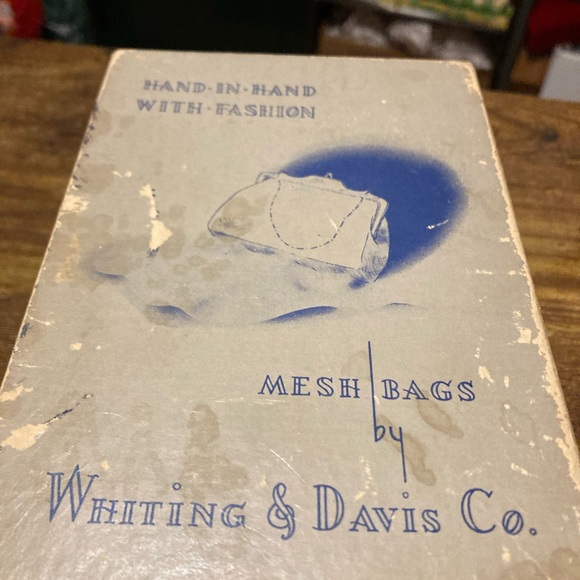 HAND·IN·HAND
WITH·FASHION
MESH BAGS
by
WHITING & DAVIS CO.